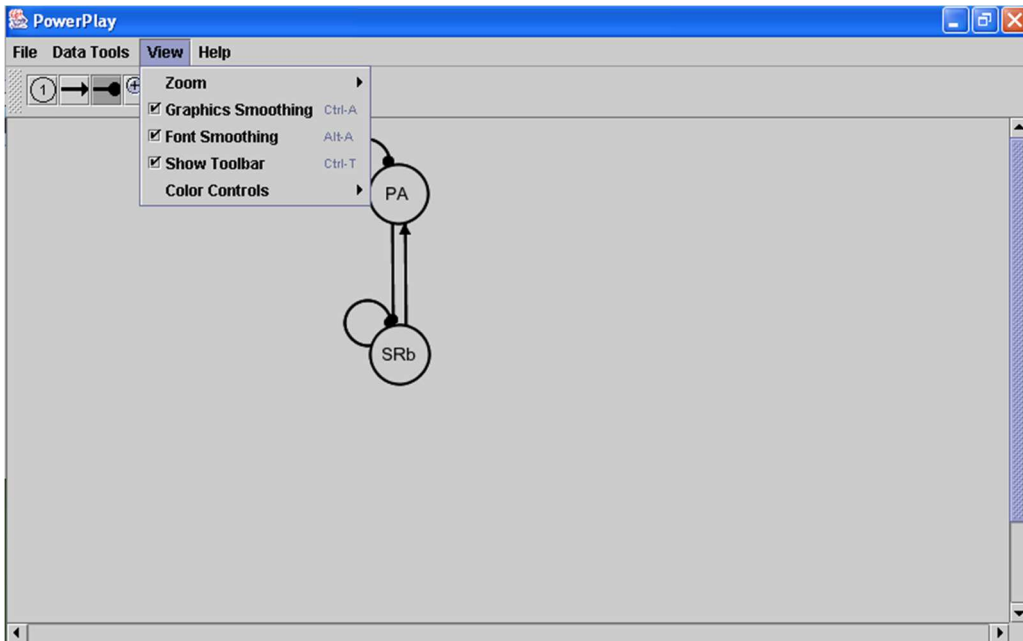 PowerPlay
File Data Tools View Help
1
Zoom
Graphics Smoothing Ctrl-A
Font Smoothing Alt-A
Show Toolbar Ctrl-T
Color Controls
PA
SRb